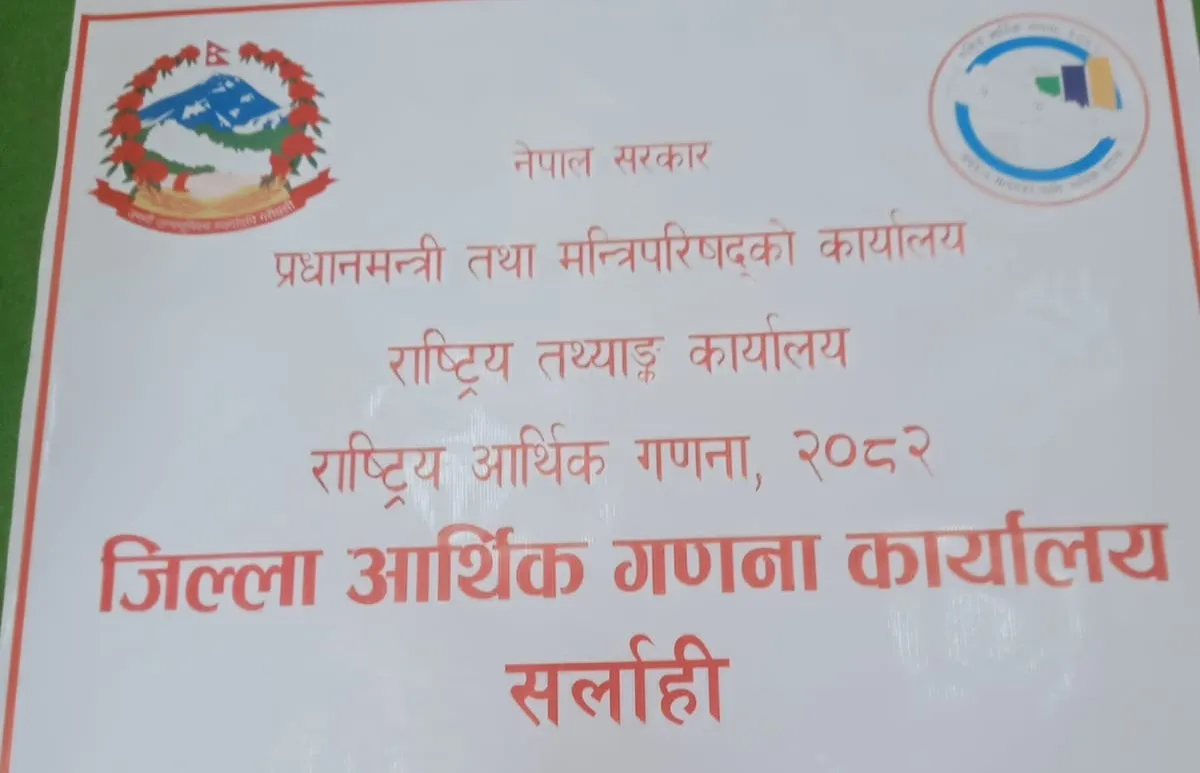 नेपाल सरकार
प्रधानमन्त्री तथा मन्त्रिपरिषद्को कार्यालय
राष्ट्रिय तथ्याङ्क कार्यालय
राष्ट्रिय आर्थिक गणना, २०८२
जिल्ला आर्थिक गणना कार्यालय
सर्लाही